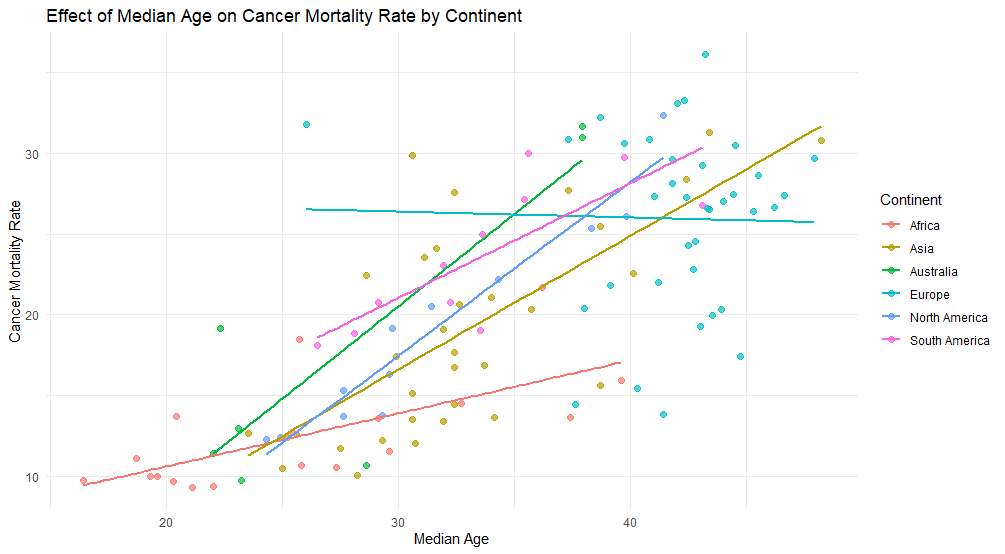 Effect of Median Age on Cancer Mortality Rate by Continent
Cancer Mortality Rate
30
20
10
20
30
40
Median Age
Continent
Africa
Asia
Australia
Europe
North America
South America